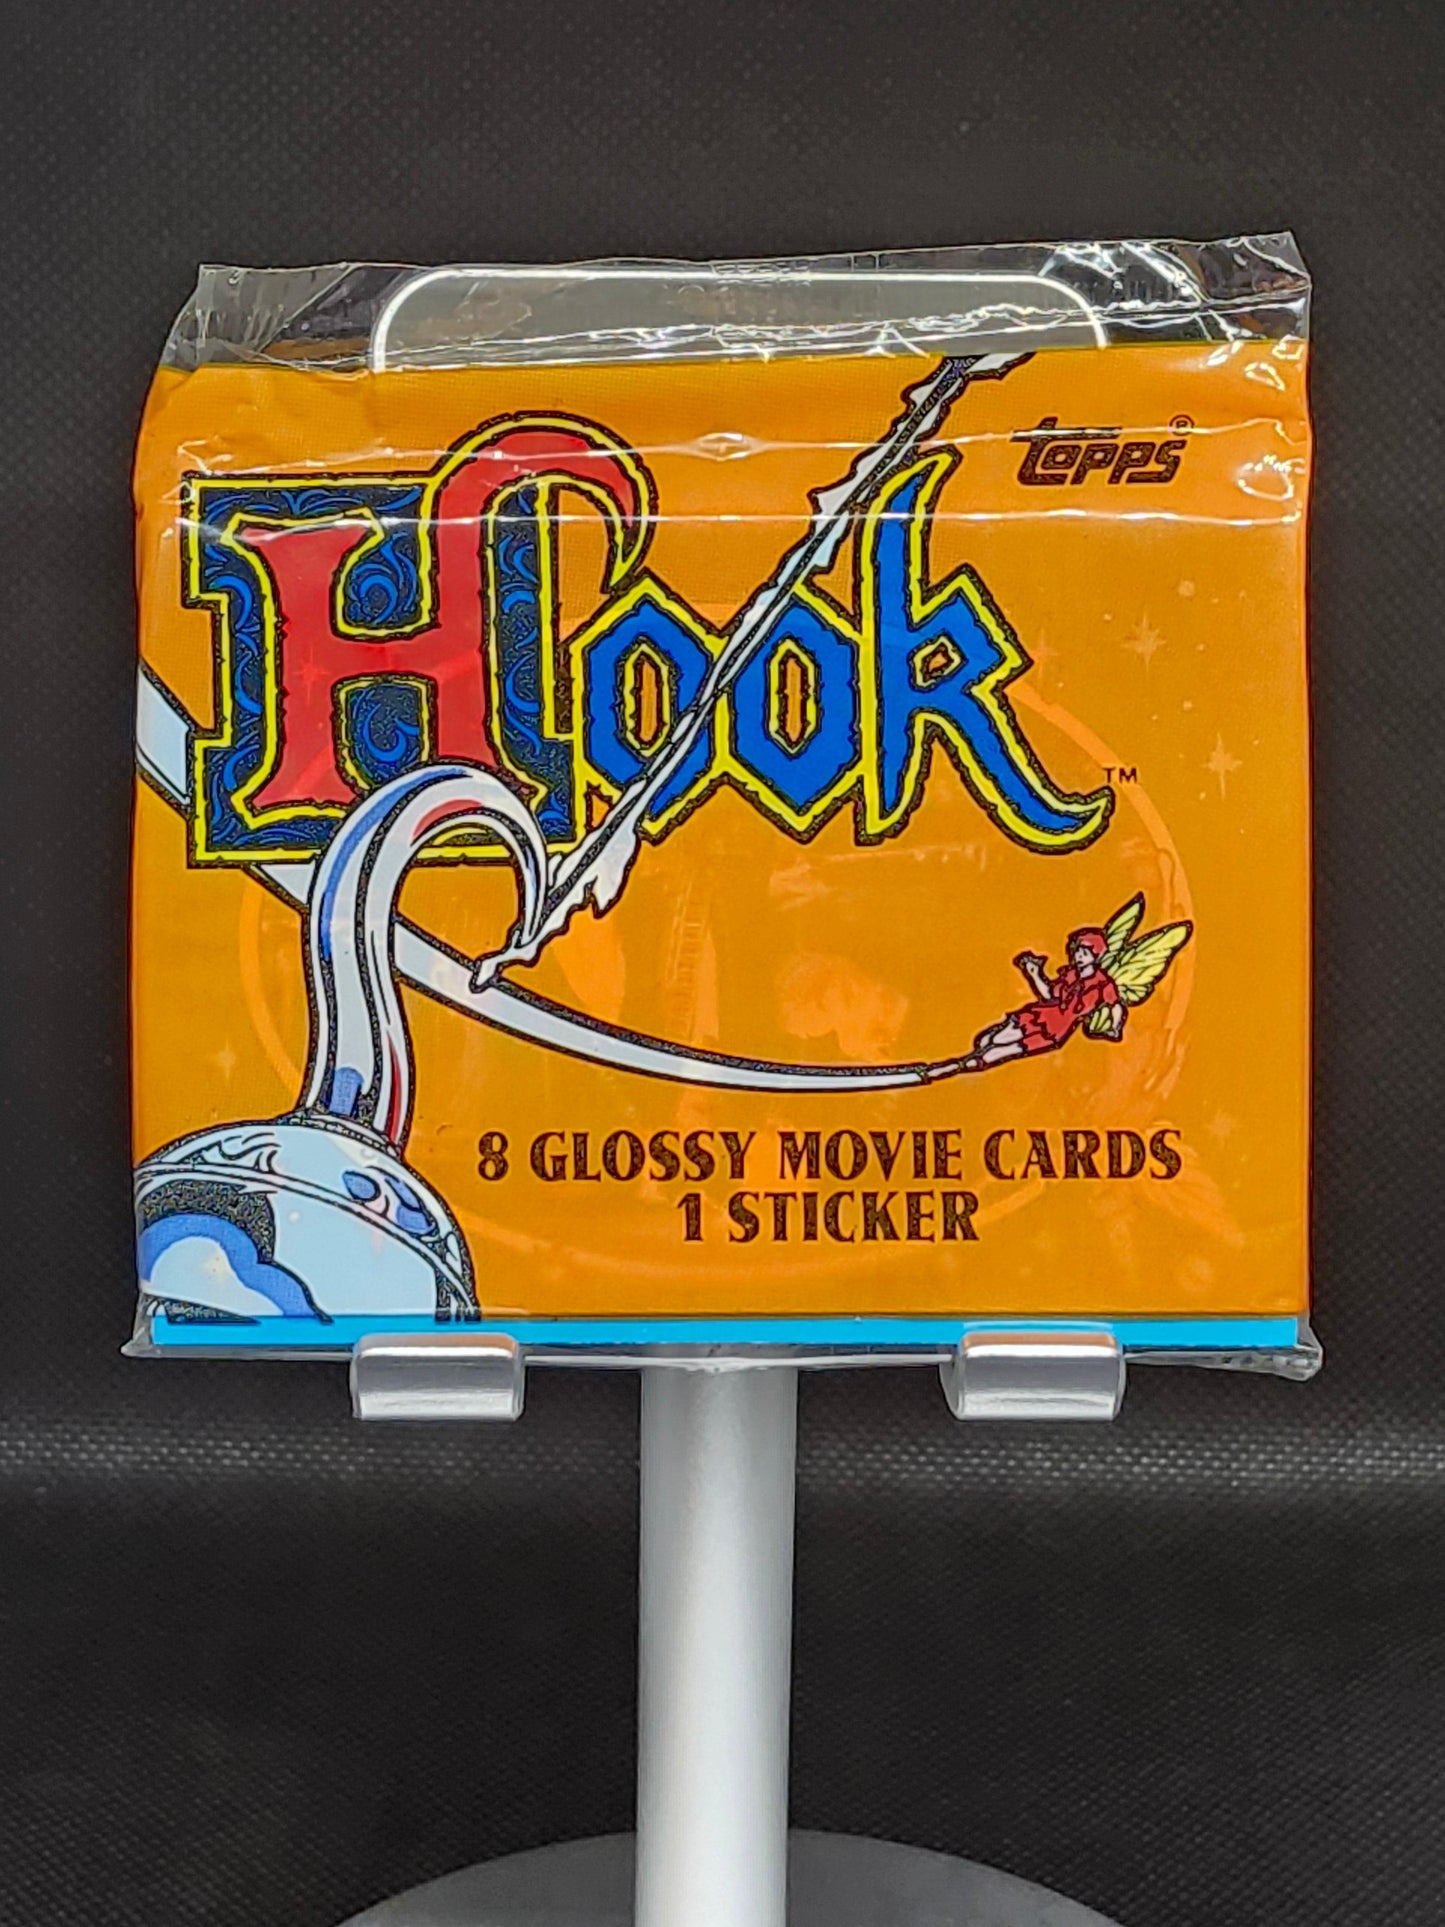 topps®
Hook™
8 GLOSSY MOVIE CARDS
1 STICKER